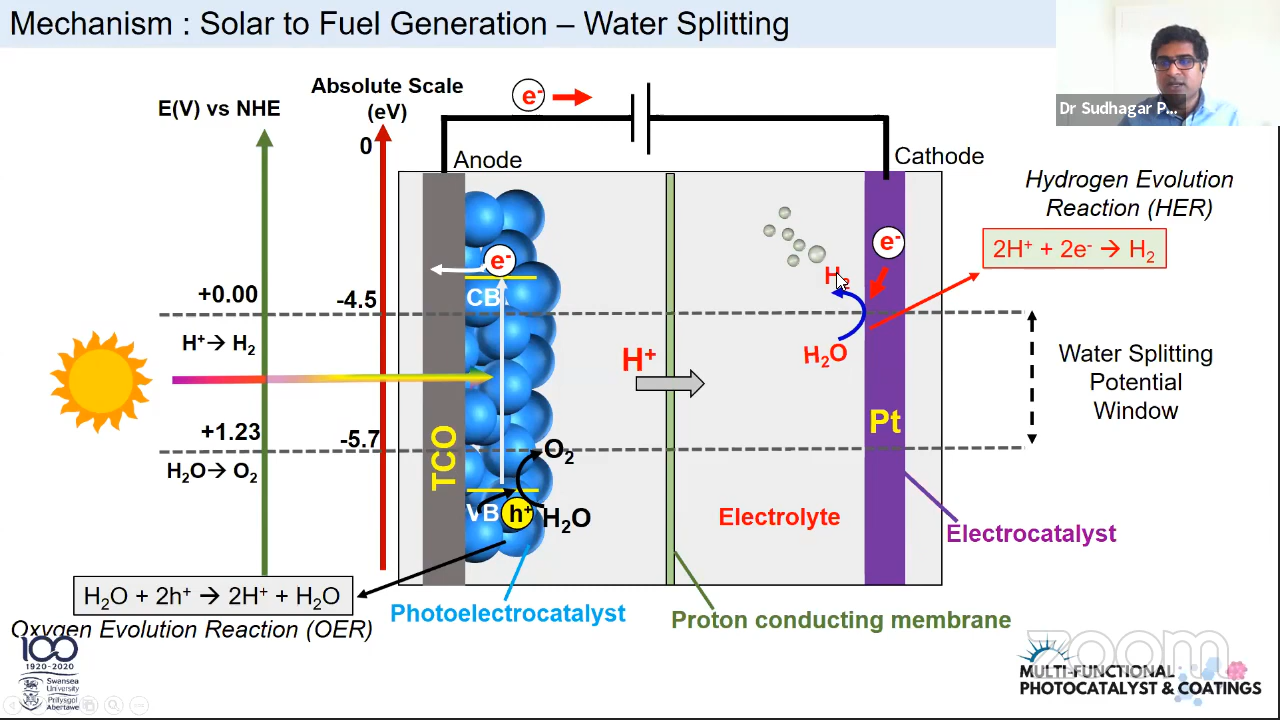 Mechanism : Solar to Fuel Generation – Water Splitting
Dr Sudhagar P...
E(V) vs NHE
Absolute Scale
(eV)
0
e⁻
Anode
Cathode
Hydrogen Evolution
Reaction (HER)
2H⁺ + 2e⁻ → H₂
e⁻
e⁻
CB
H₂
+0.00
-4.5
H⁺→ H₂
H₂O
H⁺
Water Splitting
Potential
Window
+1.23
-5.7
H₂O→ O₂
TCO
O₂
Pt
VB
h⁺
H₂O
Electrolyte
Electrocatalyst
H₂O + 2h⁺ → 2H⁺ + H₂O
Oxygen Evolution Reaction (OER)
Photoelectrocatalyst
Proton conducting membrane
100
1920-2020
Swansea
University
Prifysgol
Abertawe
zoom
MULTI-FUNCTIONAL
PHOTOCATALYST & COATINGS